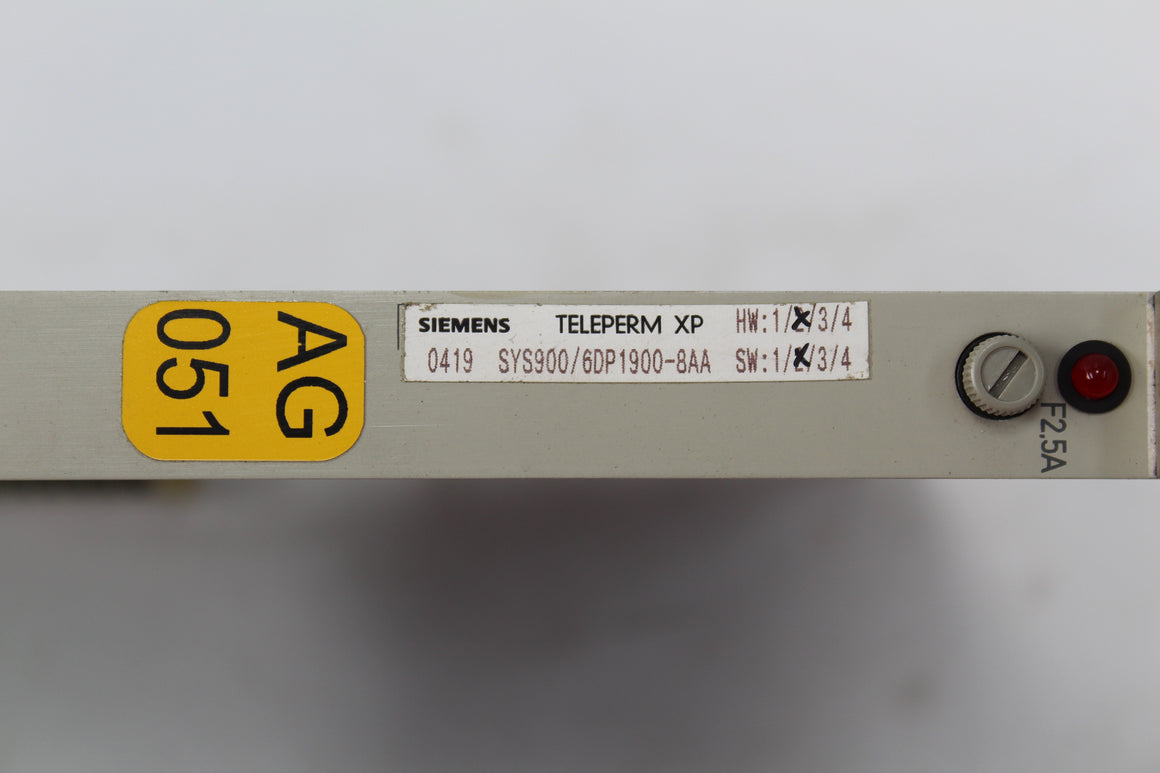 AG
051
SIEMENS TELEPERM XP HW:1/2/3/4
0419 SYS900/6DP1900-8AA SW:1/2/3/4
F2,5A